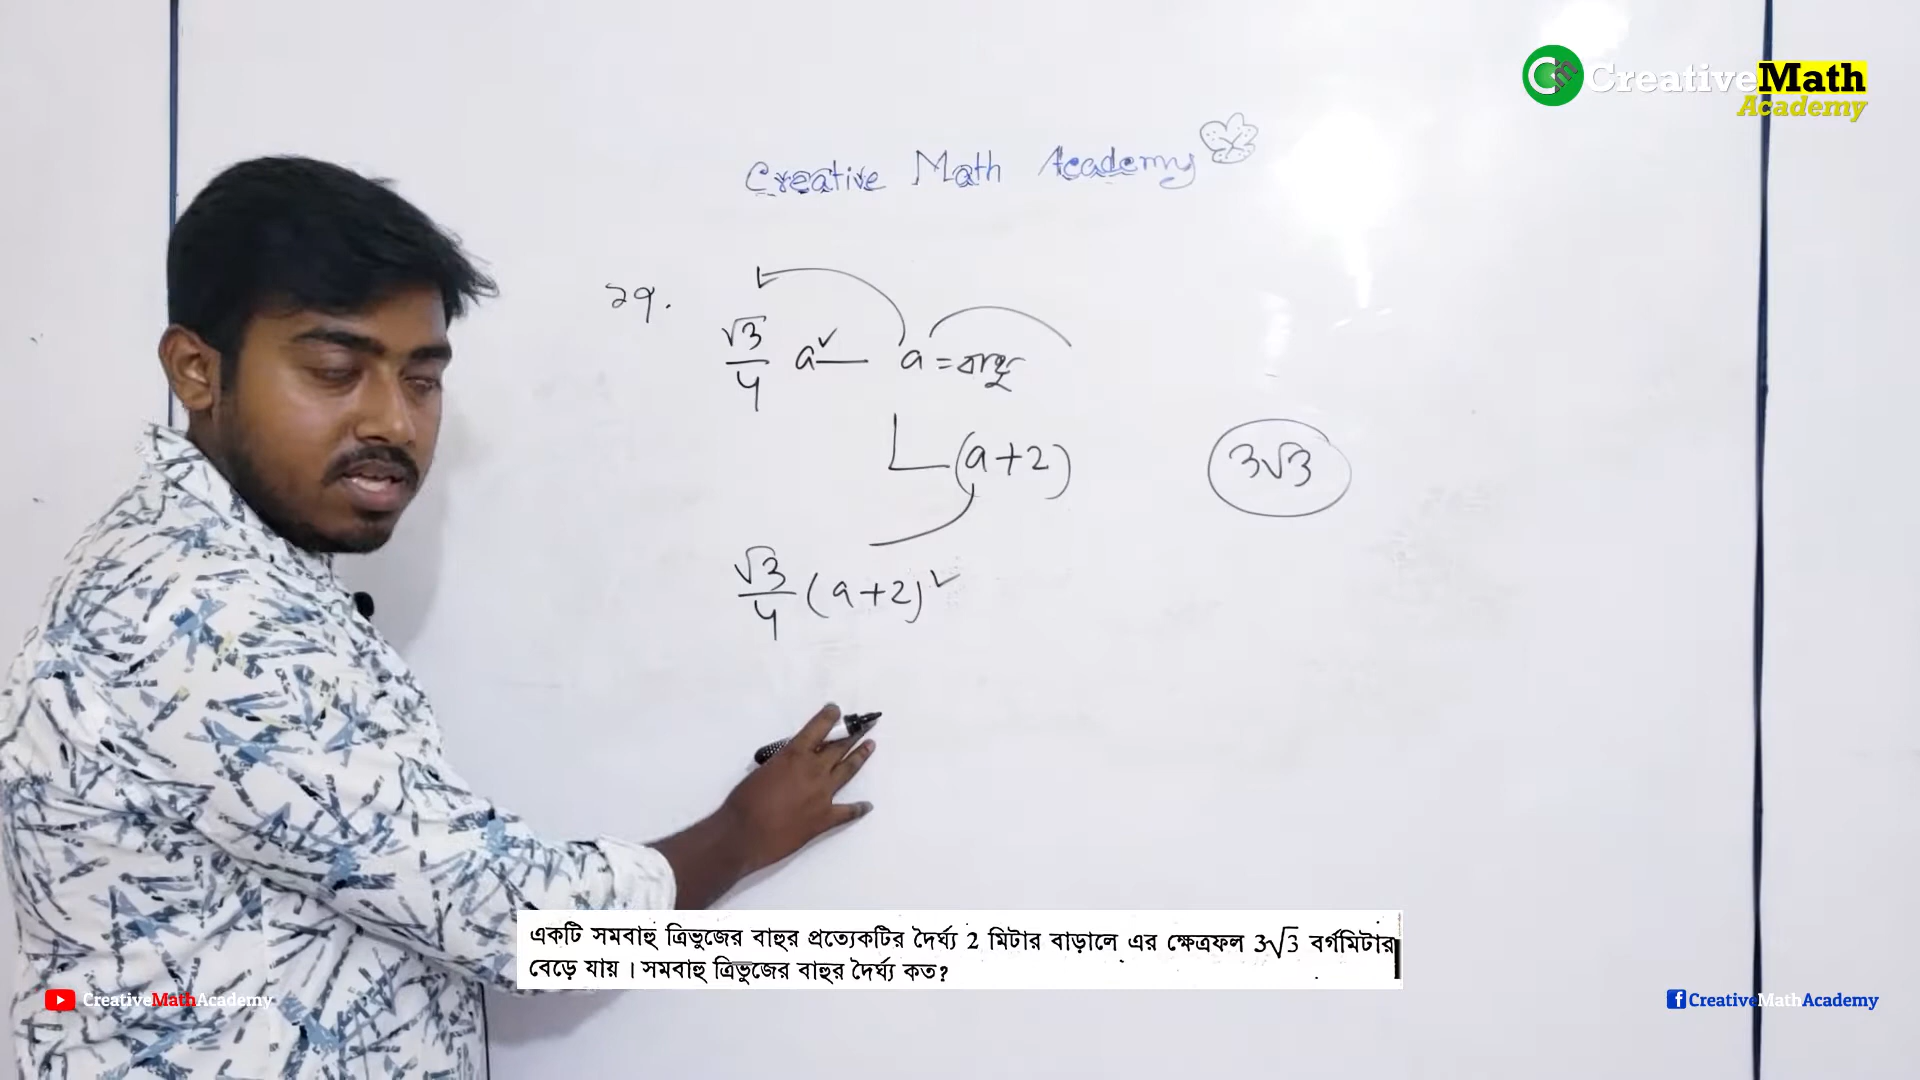 CreativeMath
Academy
Creative Math Academy
২৭.
√3/4 a² a = বাহু
(a+2)
3√3
√3/4 (a+2)²
একটি সমবাহু ত্রিভুজের বাহুর প্রত্যেকটির দৈর্ঘ্য 2 মিটার বাড়ালে এর ক্ষেত্রফল 3√3 বর্গমিটার
বেড়ে যায়। সমবাহু ত্রিভুজের বাহুর দৈর্ঘ্য কত?
CreativeMathAcademy
CreativeMathAcademy